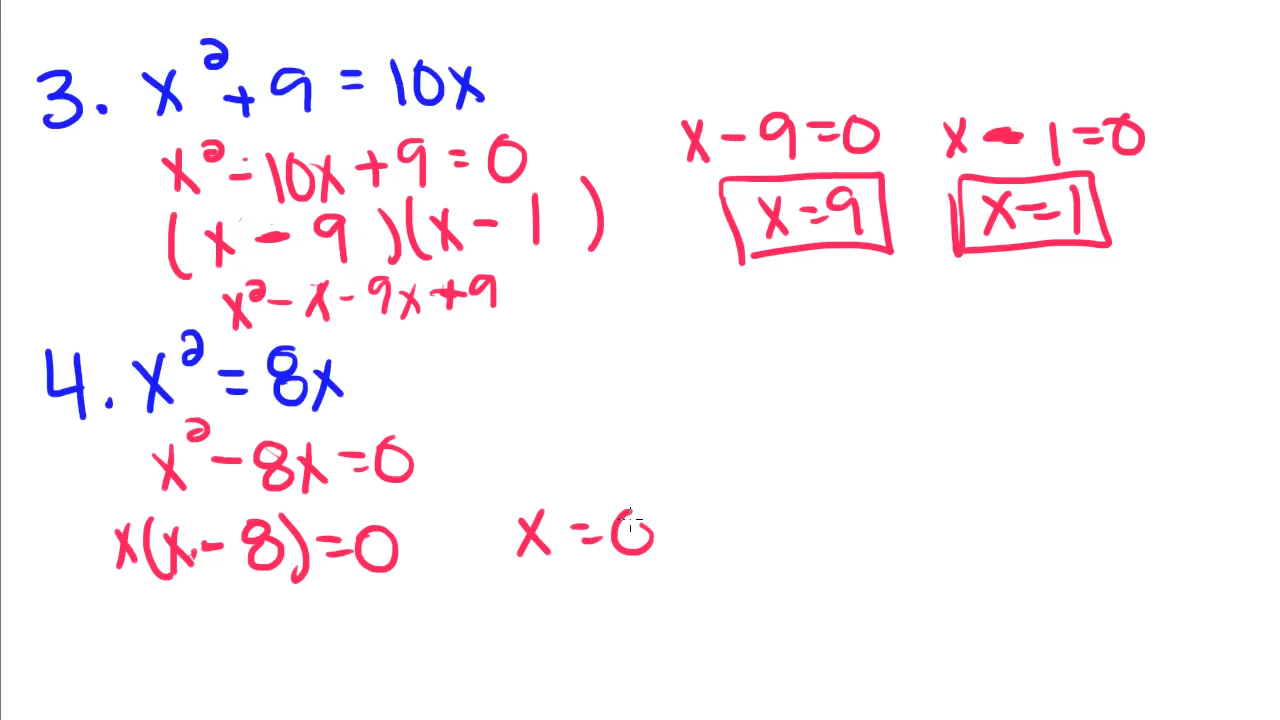 3. x² + 9 = 10x
x² - 10x + 9 = 0
(x - 9)(x - 1)
x² - x - 9x + 9
x - 9 = 0
x = 9
x - 1 = 0
x = 1
4. x² = 8x
x² - 8x = 0
x(x - 8) = 0
x = 0